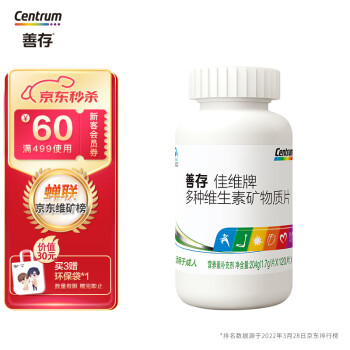 Centrum
善存
京东秒杀
¥60
新客会员券
满499使用
蝉联
京东维矿榜
价值
30元
买3赠
环保袋*1
数量有限 赠完即止
Centrum
善存 佳维牌
多种维生素矿物质片
适用于成人
营养素补充剂 净含量:204g(1.7g/片×120片)
*排名数据源于2022年3月28日京东排行榜